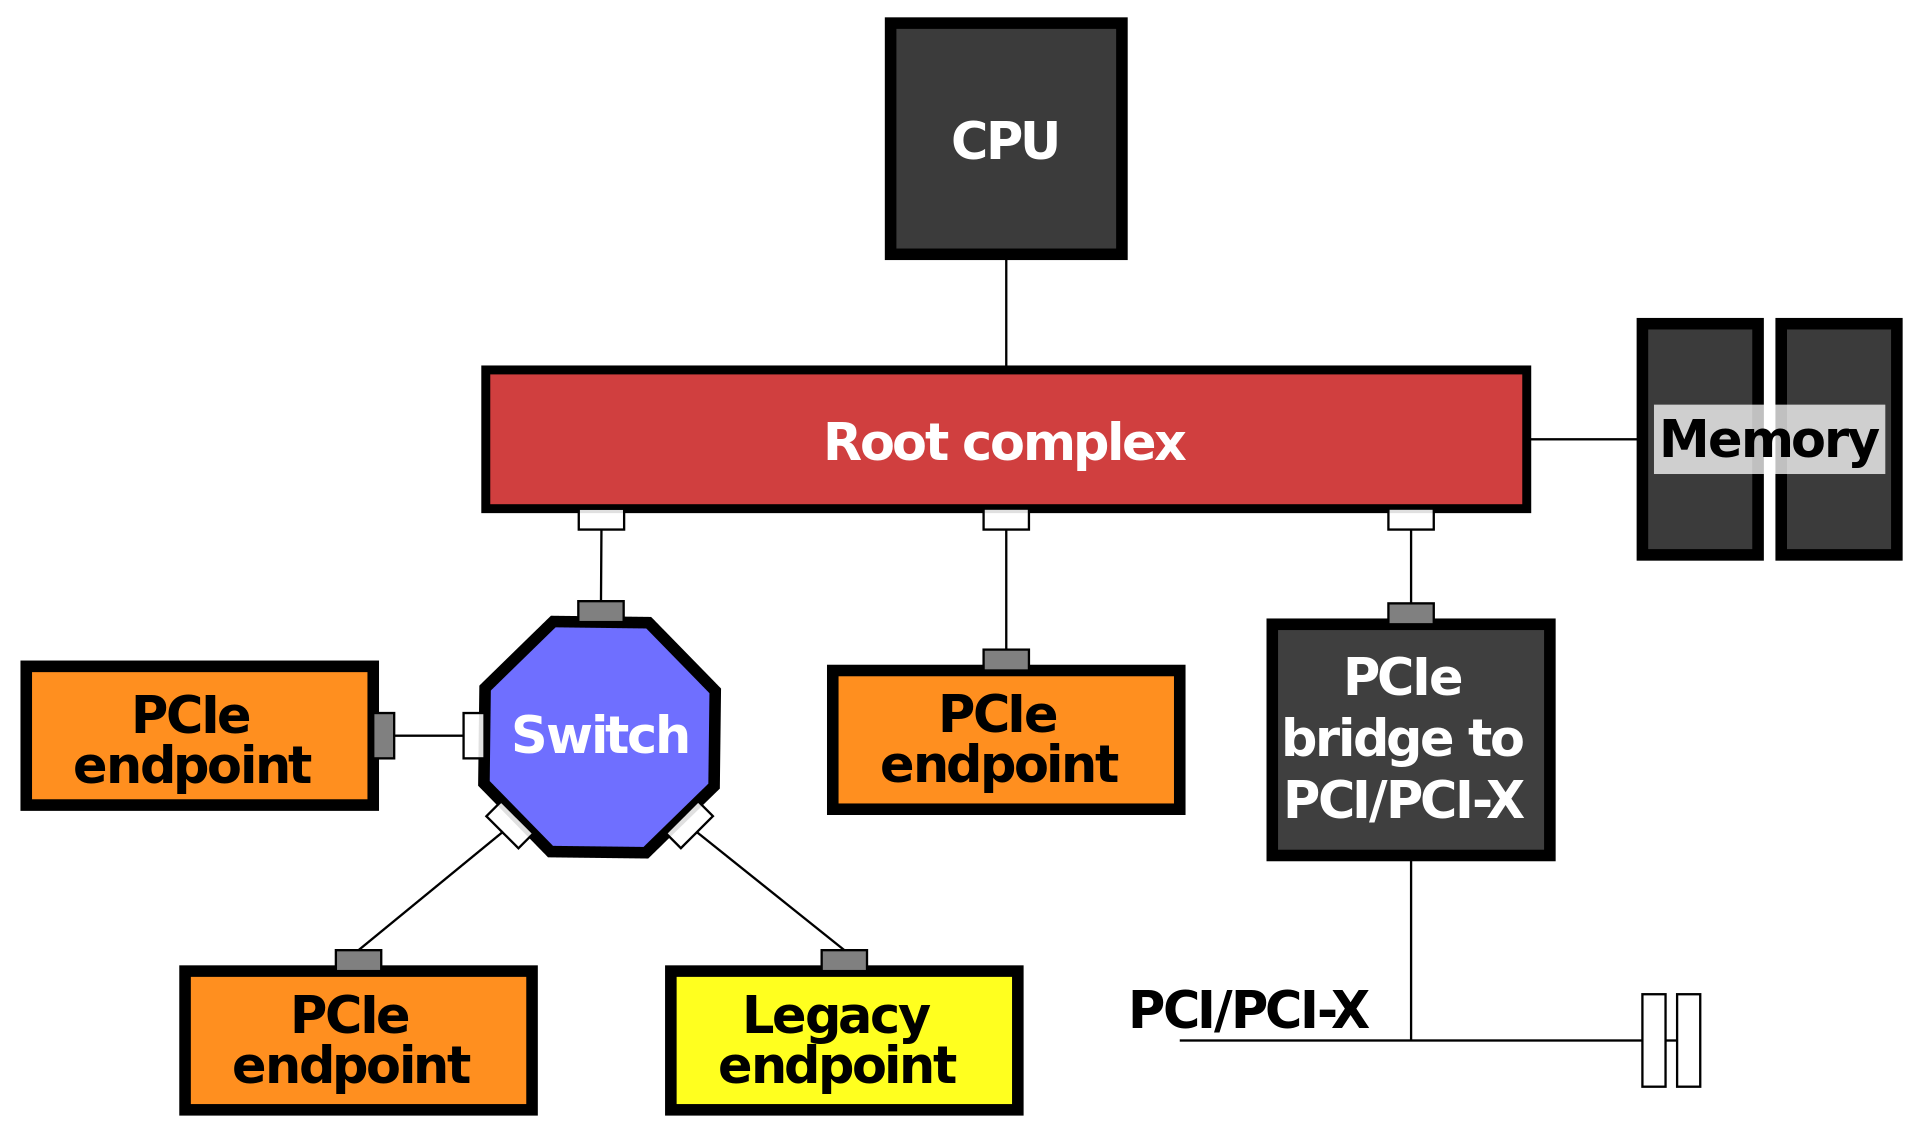 CPU
Root complex
Memory
Switch
PCIe
endpoint
PCIe
endpoint
PCIe
bridge to
PCI/PCI-X
PCIe
endpoint
Legacy
endpoint
PCI/PCI-X